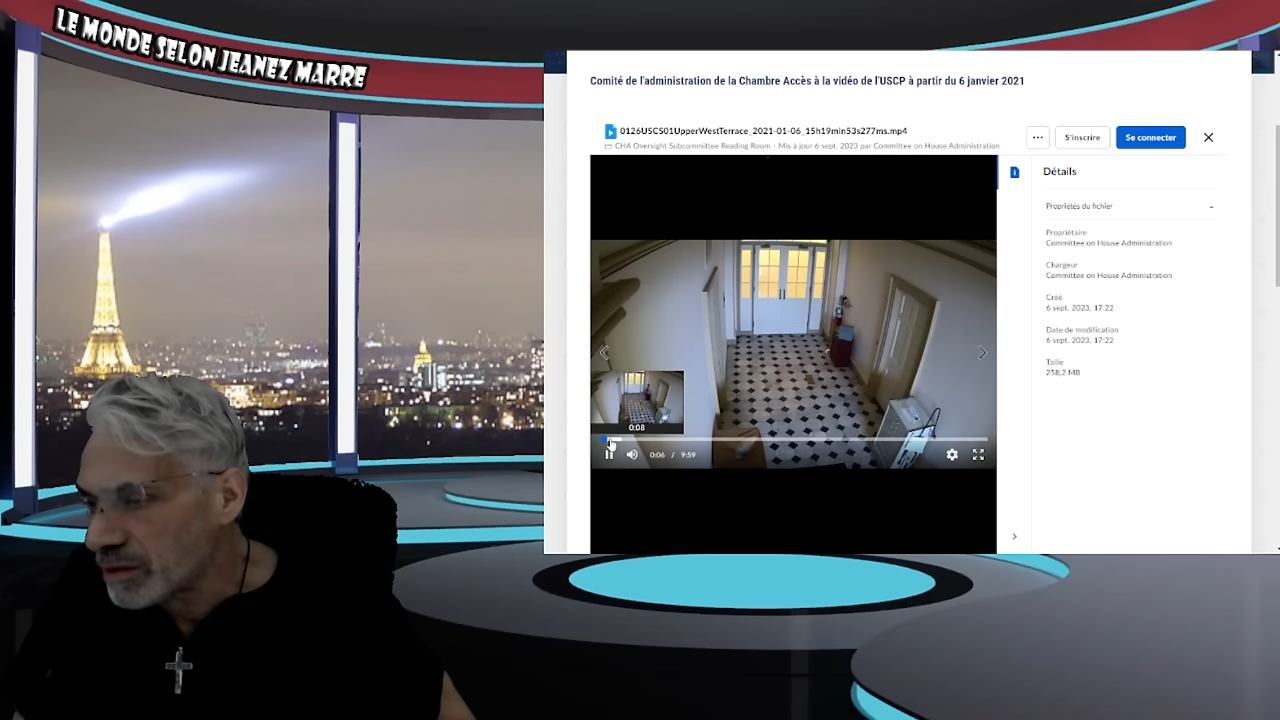 LE MONDE SELON JEANEZ MARRE
Comité de l'administration de la Chambre Accès à la vidéo de l'USCP à partir du 6 janvier 2021
0126USCS01UpperWestTerrace_2021-01-06_15h19min53s277ms.mp4
CHA Oversight Subcommittee Reading Room · Mis à jour 6 sept. 2023 par Committee on House Administration
S'inscrire
Se connecter
Détails
Propriétés du fichier
Propriétaire
Committee on House Administration
Chargeur
Committee on House Administration
Créé
6 sept. 2023, 17:22
Date de modification
6 sept. 2023, 17:22
Taille
258,2 MB
0:08
0:06 / 9:59